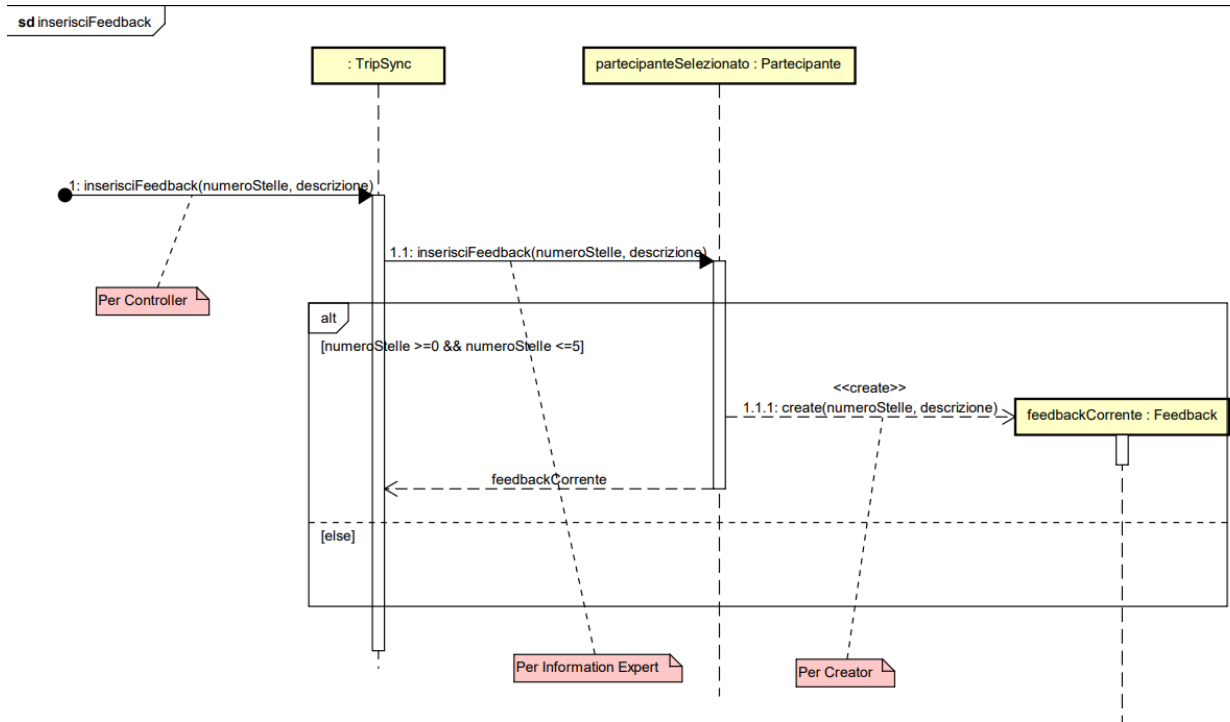 sd inserisciFeedback
: TripSync
partecipanteSelezionato : Partecipante
1: inserisciFeedback(numeroStelle, descrizione)
1.1: inserisciFeedback(numeroStelle, descrizione)
Per Controller
alt
[numeroStelle >=0 && numeroStelle <=5]
<<create>>
1.1.1: create(numeroStelle, descrizione)
feedbackCorrente : Feedback
feedbackCorrente
[else]
Per Information Expert
Per Creator